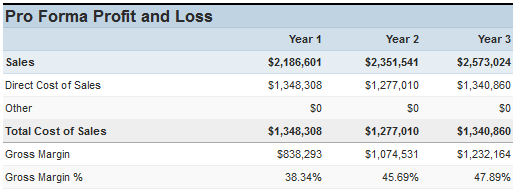 Pro Forma Profit and Loss
Year 1 Year 2 Year 3
Sales $2,186,601 $2,351,541 $2,573,024
Direct Cost of Sales $1,348,308 $1,277,010 $1,340,860
Other $0 $0 $0
Total Cost of Sales $1,348,308 $1,277,010 $1,340,860
Gross Margin $838,293 $1,074,531 $1,232,164
Gross Margin % 38.34% 45.69% 47.89%